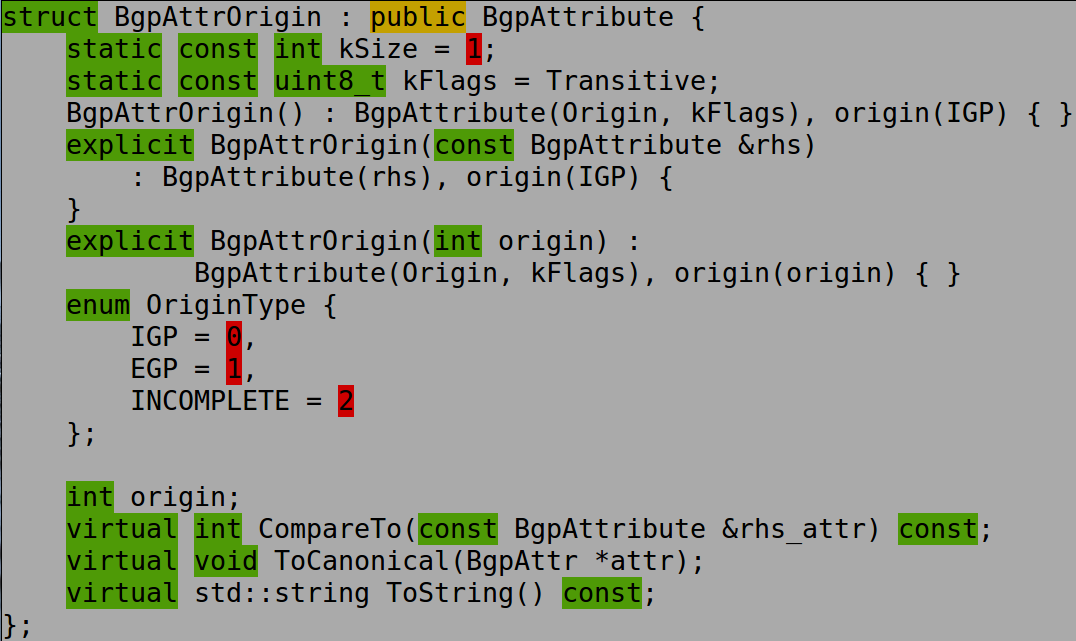 struct BgpAttrOrigin : public BgpAttribute {
    static const int kSize = 1;
    static const uint8_t kFlags = Transitive;
    BgpAttrOrigin() : BgpAttribute(Origin, kFlags), origin(IGP) { }
    explicit BgpAttrOrigin(const BgpAttribute &rhs)
        : BgpAttribute(rhs), origin(IGP) {
    }
    explicit BgpAttrOrigin(int origin) :
            BgpAttribute(Origin, kFlags), origin(origin) { }
    enum OriginType {
        IGP = 0,
        EGP = 1,
        INCOMPLETE = 2
    };

    int origin;
    virtual int CompareTo(const BgpAttribute &rhs_attr) const;
    virtual void ToCanonical(BgpAttr *attr);
    virtual std::string ToString() const;
};